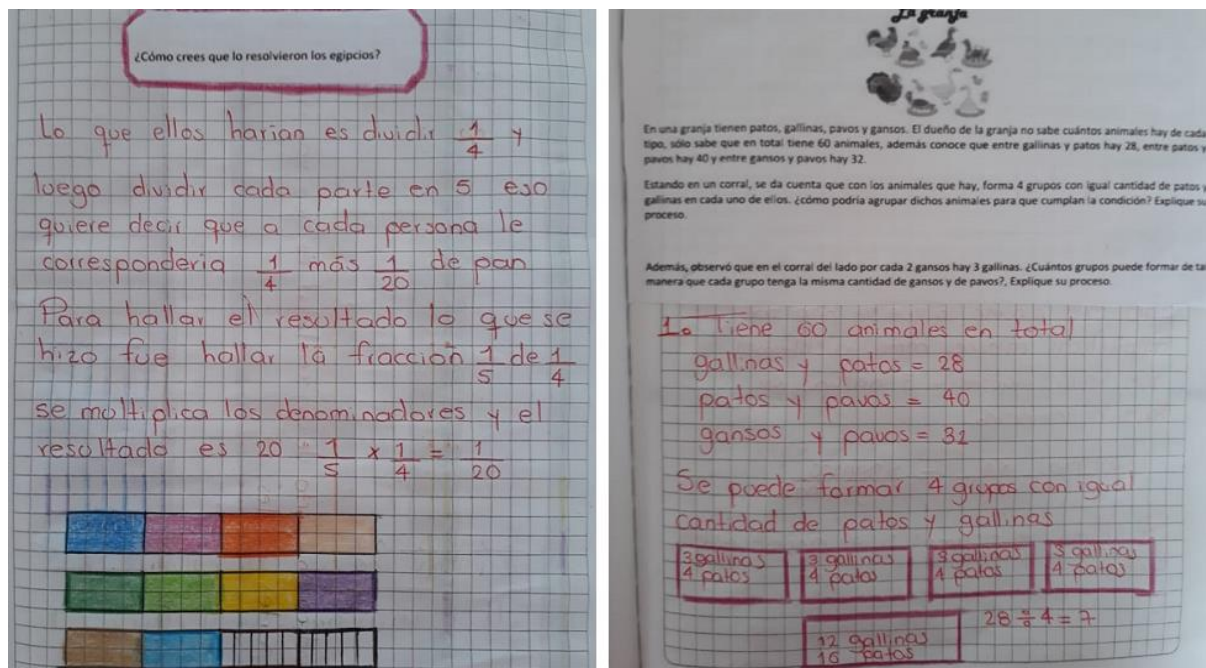 ¿Cómo crees que lo resolvieron los egipcios?
Lo que ellos harian es dividir 1/4 y
luego dividir cada parte en 5 eso
quiere decir que a cada persona le
corresponderia 1/4 más 1/20 de pan
Para hallar el resultado lo que se
hizo fue hallar la fracción 1/5 de 1/4
se moltiplica los denominadores y el
resoltado es 20 1/5 x 1/4 = 1/20
La granja
En una granja tienen patos, gallinas, pavos y gansos. El dueño de la granja no sabe cuántos animales hay de cada
tipo, sólo sabe que en total tiene 60 animales, además conoce que entre gallinas y patos hay 28, entre patos y
pavos hay 40 y entre gansos y pavos hay 32.
Estando en un corral, se da cuenta que con los animales que hay, forma 4 grupos con igual cantidad de patos y
gallinas en cada uno de ellos. ¿cómo podría agrupar dichos animales para que cumplan la condición? Explique su
proceso.
Además, observó que en el corral del lado por cada 2 gansos hay 3 gallinas. ¿Cuántos grupos puede formar de ta
manera que cada grupo tenga la misma cantidad de gansos y de pavos?, Explique su proceso.
1. Tiene 60 animales en total
gallinas y patos = 28
patos y pavos = 40
gansos y pavos = 32
Se puede formar 4 grupos con igual
cantidad de patos y gallinas
3 gallinas 3 gallinas 3 gallinas 3 gallinas
4 patos 4 patos 4 patos 4 patos
28 ÷ 4 = 7
12 gallinas
16 patos